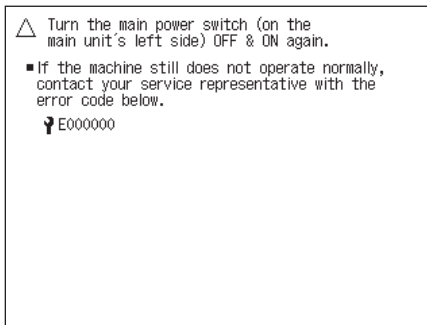 Turn the main power switch (on the
main unit's left side) OFF & ON again.
■If the machine still does not operate normally,
contact your service representative with the
error code below.
E000000